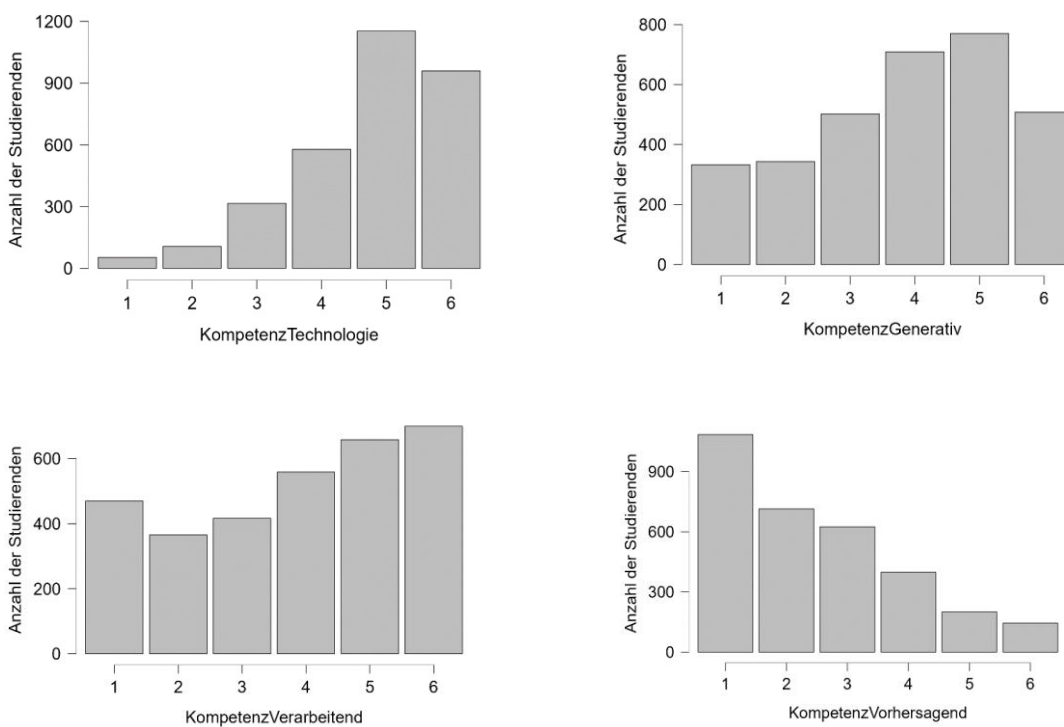 Anzahl der Studierenden
1200
900
600
300
0
1 2 3 4 5 6
KompetenzTechnologie
Anzahl der Studierenden
800
600
400
200
0
1 2 3 4 5 6
KompetenzGenerativ
Anzahl der Studierenden
600
400
200
0
1 2 3 4 5 6
KompetenzVerarbeitend
Anzahl der Studierenden
900
600
300
0
1 2 3 4 5 6
KompetenzVorhersagend